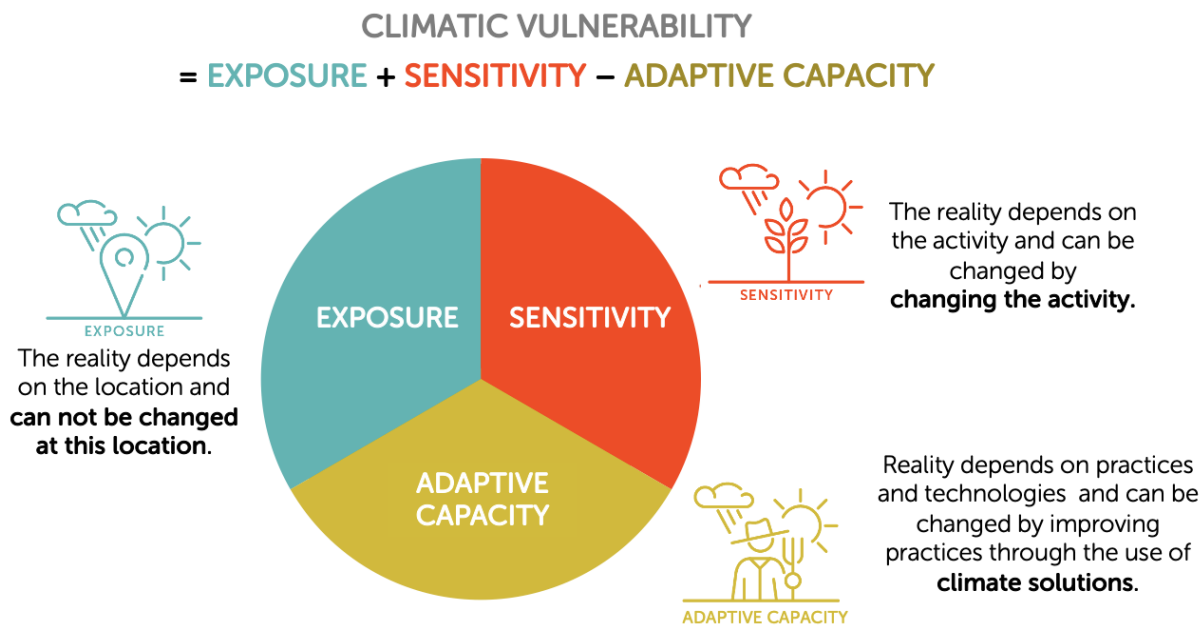 CLIMATIC VULNERABILITY
= EXPOSURE + SENSITIVITY – ADAPTIVE CAPACITY
EXPOSURE
The reality depends
on the location and
can not be changed
at this location.
EXPOSURE
SENSITIVITY
ADAPTIVE
CAPACITY
SENSITIVITY
The reality depends on
the activity and can be
changed by
changing the activity.
ADAPTIVE CAPACITY
Reality depends on practices
and technologies and can be
changed by improving
practices through the use of
climate solutions.